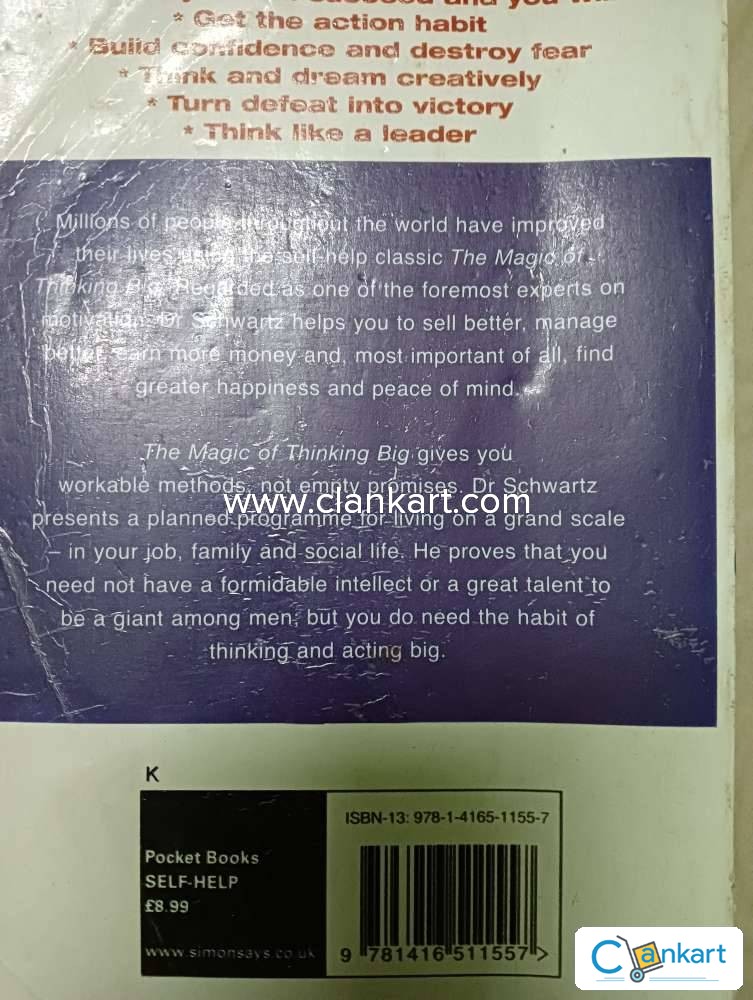 succeed and you
* Get the action habit
* Build confidence and destroy fear
* Think and dream creatively
* Turn defeat into victory
* Think like a leader
Millions of people throughout the world have improved
their lives using the self-help classic The Magic of
Thinking Big. Regarded as one of the foremost experts on
motivation, Dr Schwartz helps you to sell better, manage
better, earn more money and, most important of all, find
greater happiness and peace of mind.
The Magic of Thinking Big gives you
workable methods, not empty promises. Dr Schwartz
www.clankart.com
presents a planned programme for living on a grand scale
– in your job, family and social life. He proves that you
need not have a formidable intellect or a great talent to
be a giant among men, but you do need the habit of
thinking and acting big.
K
ISBN-13: 978-1-4165-1155-7
Pocket Books
SELF-HELP
£8.99
www.simonsays.co.uk
9 781416 511557 >
Clankart